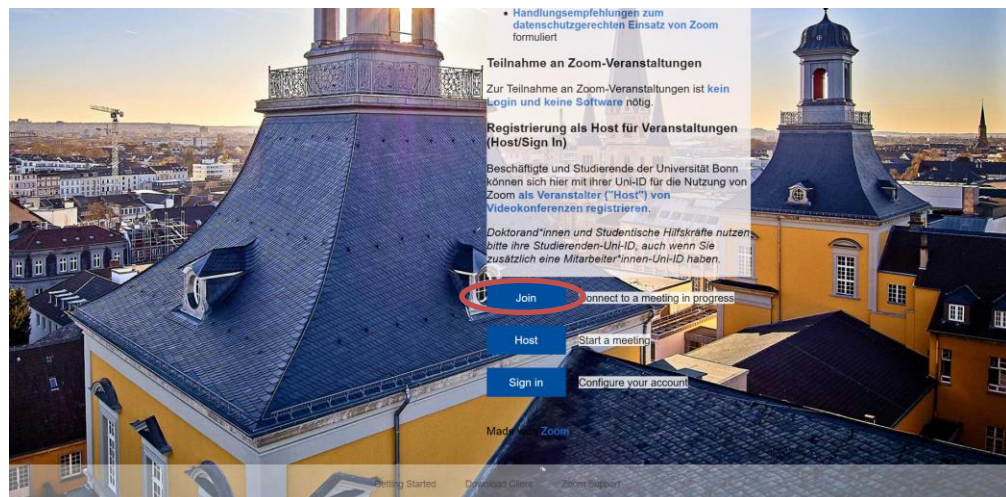 • Handlungsempfehlungen zum
datenschutzgerechten Einsatz von Zoom
formuliert
Teilnahme an Zoom-Veranstaltungen
Zur Teilnahme an Zoom-Veranstaltungen ist kein
Login und keine Software nötig.
Registrierung als Host für Veranstaltungen
(Host/Sign In)
Beschäftigte und Studierende der Universität Bonn
können sich hier mit ihrer Uni-ID für die Nutzung von
Zoom als Veranstalter ("Host") von
Videokonferenzen registrieren.
Doktorand*innen und Studentische Hilfskräfte nutzen
bitte ihre Studierenden-Uni-ID, auch wenn Sie
zusätzlich eine Mitarbeiter*innen-Uni-ID haben.
Join onnect to a meeting in progress
Host Start a meeting
Sign in Configure your account
Made Zoom
Getting Started Download Client Zoom Support